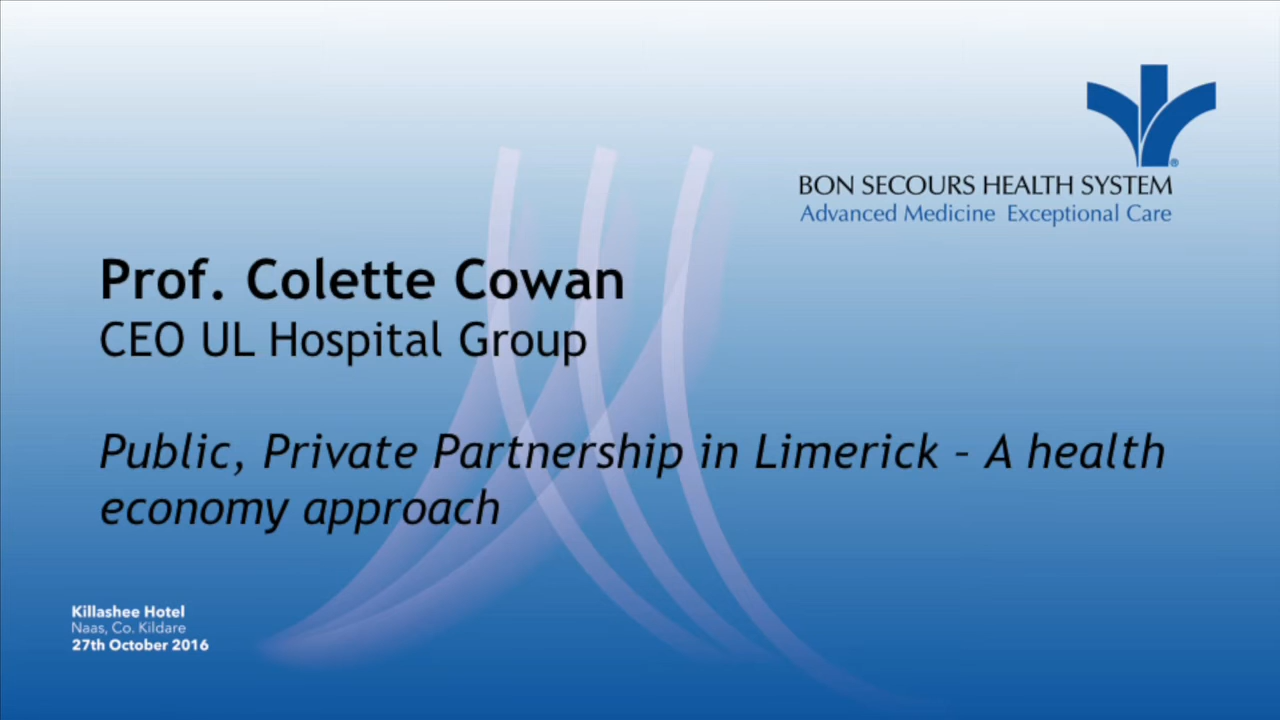 BON SECOURS HEALTH SYSTEM
Advanced Medicine Exceptional Care
Prof. Colette Cowan
CEO UL Hospital Group
Public, Private Partnership in Limerick – A health
economy approach
Killashee Hotel
Naas, Co. Kildare
27th October 2016